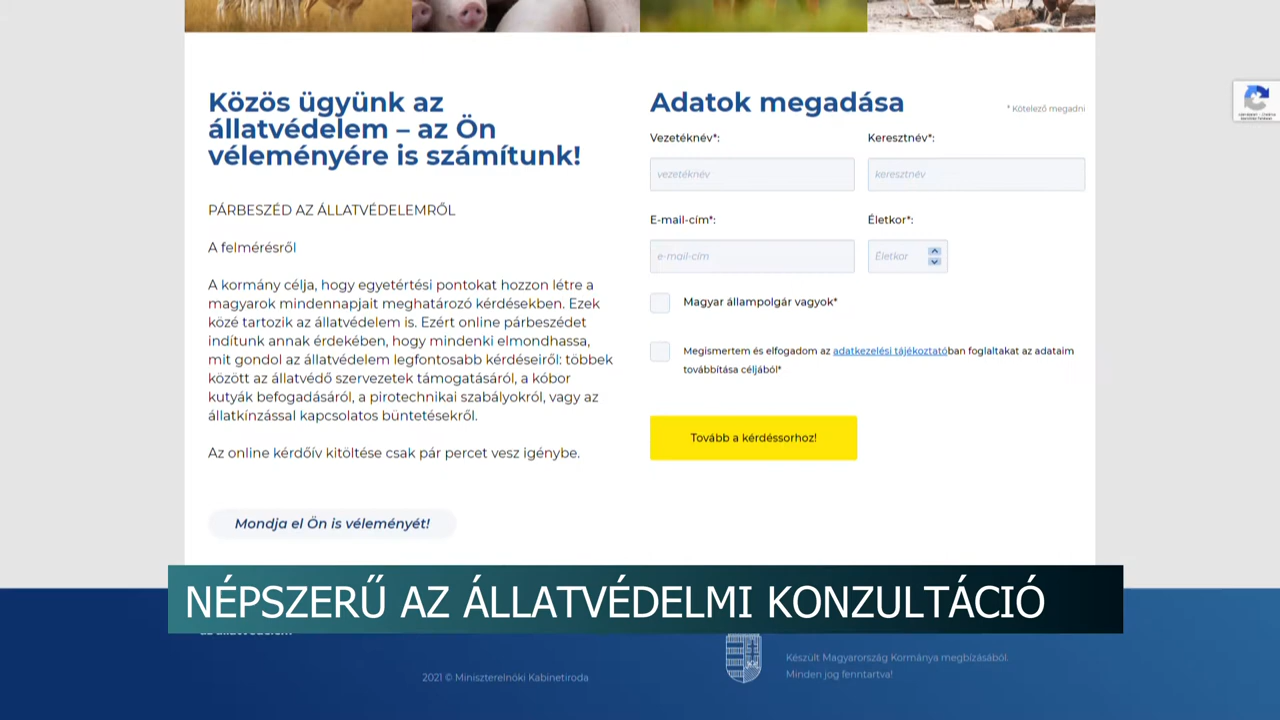 Közös ügyünk az
állatvédelem – az Ön
véleményére is számítunk!
PÁRBESZÉD AZ ÁLLATVÉDELEMRŐL
A felmérésről
A kormány célja, hogy egyetértési pontokat hozzon létre a
magyarok mindennapjait meghatározó kérdésekben. Ezek
közé tartozik az állatvédelem is. Ezért online párbeszédet
indítunk annak érdekében, hogy mindenki elmondhassa,
mit gondol az állatvédelem legfontosabb kérdéseiről: többek
között az állatvédő szervezetek támogatásáról, a kóbor
kutyák befogadásáról, a pirotechnikai szabályokról, vagy az
állatkínzással kapcsolatos büntetésekről.
Az online kérdőív kitöltése csak pár percet vesz igénybe.
Mondja el Ön is véleményét!
Adatok megadása
* Kötelező megadni
Vezetéknév*:
Keresztnév*:
vezetéknév
keresztnév
E-mail-cím*:
Életkor*:
e-mail-cím
Életkor
Magyar állampolgár vagyok*
Megismertem és elfogadom az adatkezelési tájékoztatóban foglaltakat az adataim
továbbítása céljából*
Tovább a kérdéssorhoz!
NÉPSZERŰ AZ ÁLLATVÉDELMI KONZULTÁCIÓ
2021 © Miniszterelnöki Kabinetiroda
Készült Magyarország Kormánya megbízásából.
Minden jog fenntartva!